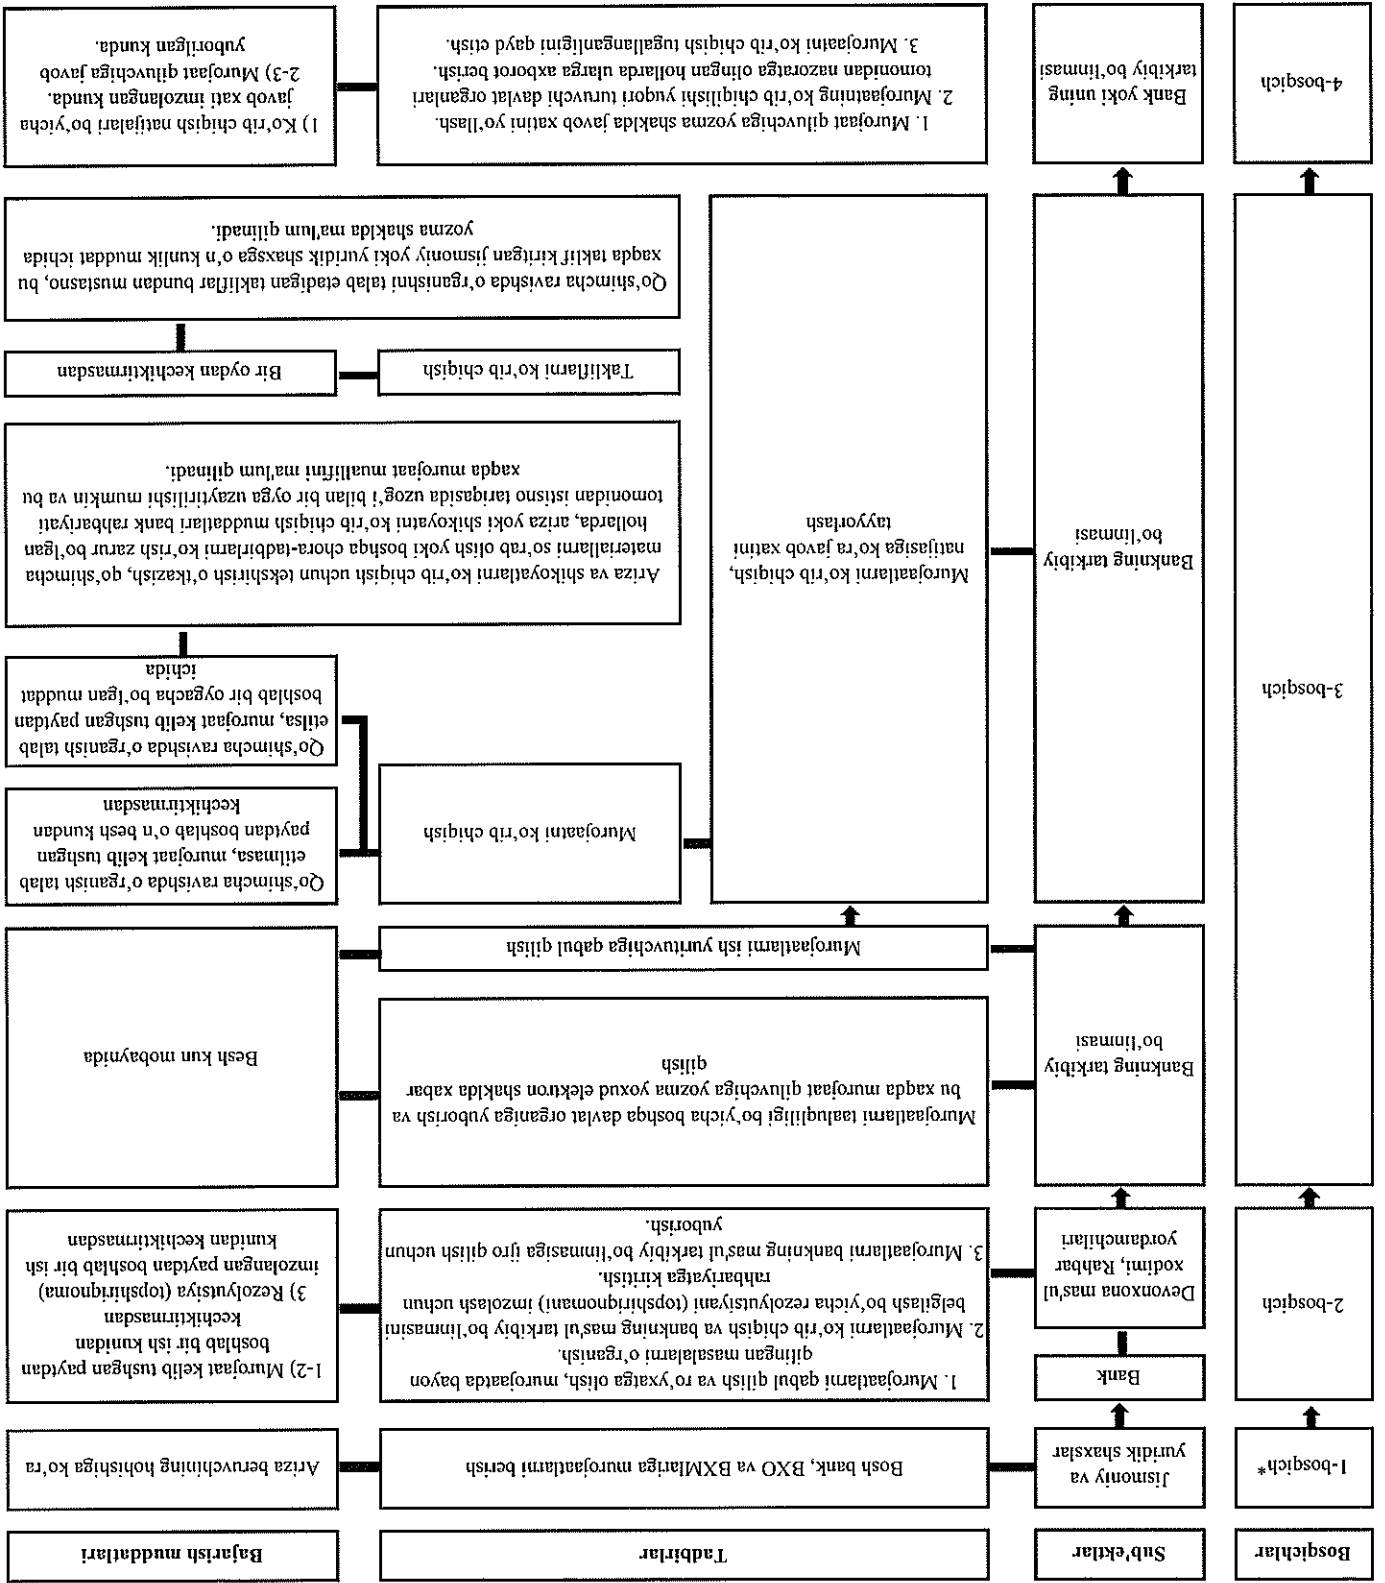 Bosqichlar
Sub'ektlar
Tadbirlar
Bajarish muddatlari
1-bosqich*
Jismoniy va
yuridik shaxslar
Bosh bank, BXO va BXMlariga murojaatlarni berish
Ariza beruvchining hohishiga ko'ra
2-bosqich
Bank
Devonxona mas'ul
xodimi, Rahbar
yordamchilari
1. Murojaatlarni qabul qilish va ro'yxatga olish, murojaatda bayon
qilingan masalalarni o'rganish.
2. Murojaatlarni ko'rib chiqish va bankning mas'ul tarkibiy bo'linmasini
belgilash bo'yicha rezolyutsiyani (topshiriqnomani) imzolash uchun
rahbariyatga kiritish.
3. Murojaatlarni bankning mas'ul tarkibiy bo'linmasiga ijro qilish uchun
yuborish.
1-2) Murojaat kelib tushgan paytdan
boshlab bir ish kunidan
kechiktirmasdan
3) Rezolyutsiya (topshiriqnoma)
imzolangan paytdan boshlab bir ish
kunidan kechiktirmasdan
3-bosqich
Bankning tarkibiy
bo'linmasi
Murojaatlarni taaluqliligi bo'yicha boshqa davlat organiga yuborish va
bu xaqda murojaat qiluvchiga yozma yoxud elektron shaklda xabar
qilish
Besh kun mobaynida
Murojaatlarni ish yurituvchiga qabul qilish
Bankning tarkibiy
bo'linmasi
Murojaatlarni ko'rib chiqish,
natijasiga ko'ra javob xatini
tayyorlash
Murojaatni ko'rib chiqish
Qo'shimcha ravishda o'rganish talab
etilmasa, murojaat kelib tushgan
paytdan boshlab o'n besh kundan
kechiktirmasdan
Qo'shimcha ravishda o'rganish talab
etilsa, murojaat kelib tushgan paytdan
boshlab bir oygacha bo'lgan muddat
ichida
Ariza va shikoyatlarni ko'rib chiqish uchun tekshirish o'tkazish, qo'shimcha
materiallarni so'rab olish yoki boshqa chora-tadbirlarni ko'rish zarur bo'lgan
hollarda, ariza yoki shikoyatni ko'rib chiqish muddatlari bank rahbariyati
tomonidan istisno tariqasida uzog'i bilan bir oyga uzaytirilishi mumkin va bu
xaqda murojaat muallifini ma'lum qilinadi.
Takliflarni ko'rib chiqish
Bir oydan kechiktirmasdan
Qo'shimcha ravishda o'rganishni talab etadigan takliflar bundan mustasno, bu
xaqda taklif kiritgan jismoniy yoki yuridik shaxsga o'n kunlik muddat ichida
yozma shaklda ma'lum qilinadi.
4-bosqich
Bank yoki uning
tarkibiy bo'linmasi
1. Murojaat qiluvchiga yozma shaklda javob xatini yo'llash.
2. Murojaatning ko'rib chiqilishi yuqori turuvchi davlat organlari
tomonidan nazoratga olingan hollarda ularga axborot berish.
3. Murojaatni ko'rib chiqish tugallanganligini qayd etish.
1) Ko'rib chiqish natijalari bo'yicha
javob xati imzolangan kunda.
2-3) Murojaat qiluvchiga javob
yuborilgan kunda.